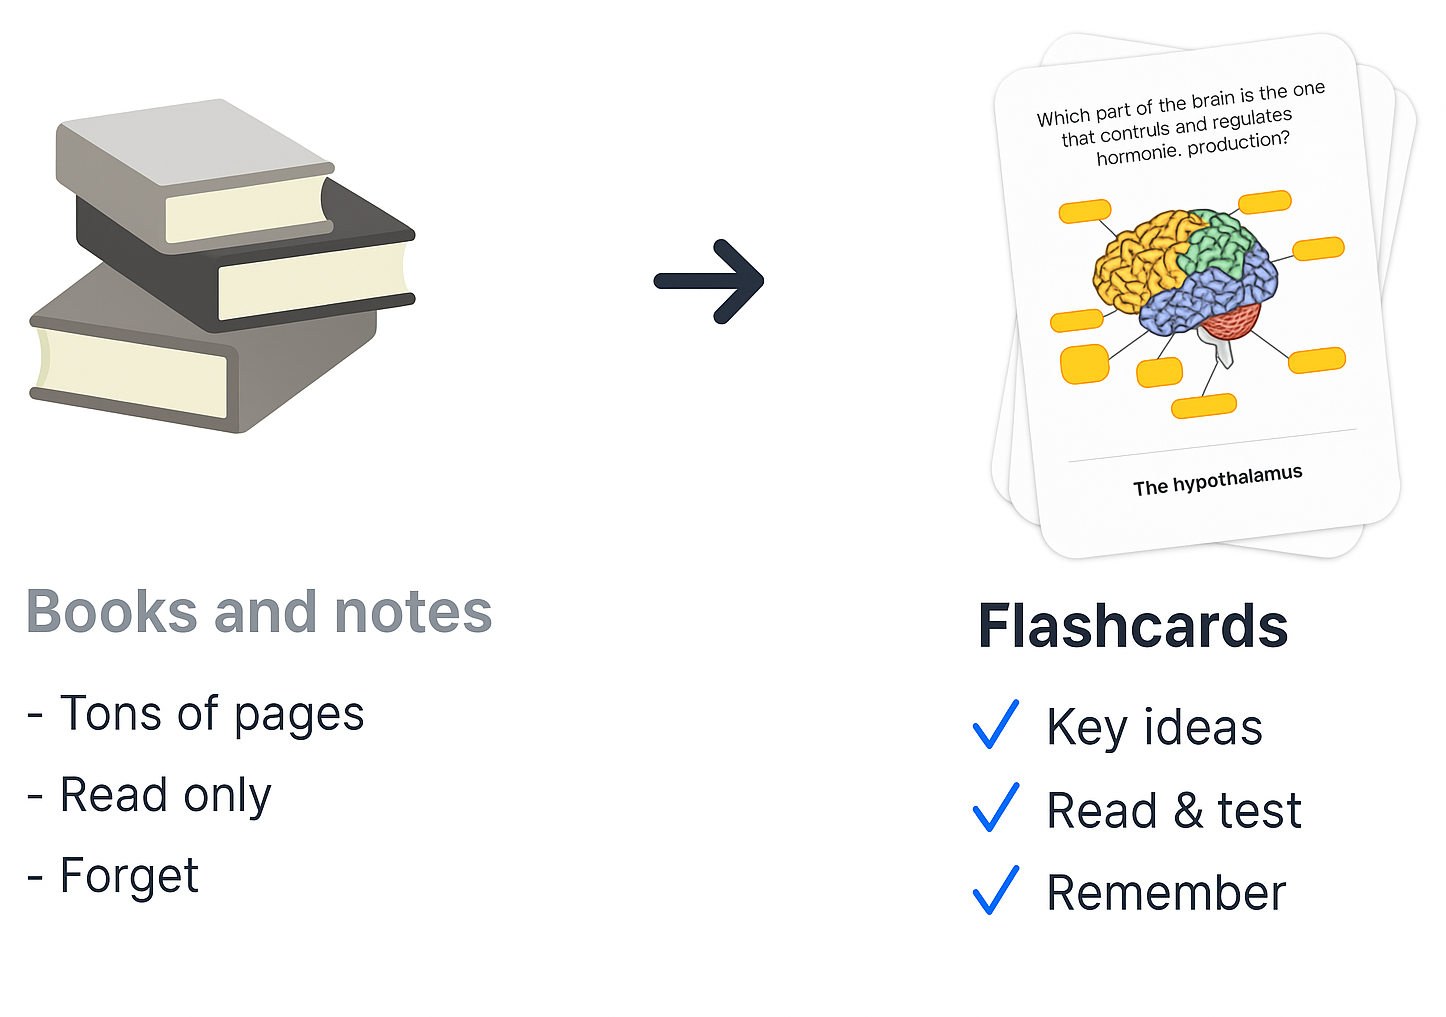 Which part of the brain is the one
that contruls and regulates
hormonie. production?
The hypothalamus
Books and notes
- Tons of pages
- Read only
- Forget
Flashcards
Key ideas
Read & test
Remember